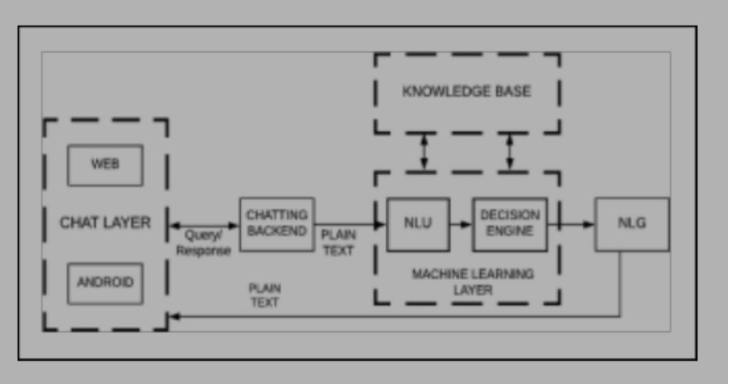 KNOWLEDGE BASE
WEB
CHAT LAYER
ANDROID
Query/
Response
CHATTING
BACKEND
PLAIN
TEXT
NLU
DECISION
ENGINE
MACHINE LEARNING
LAYER
NLG
PLAIN
TEXT